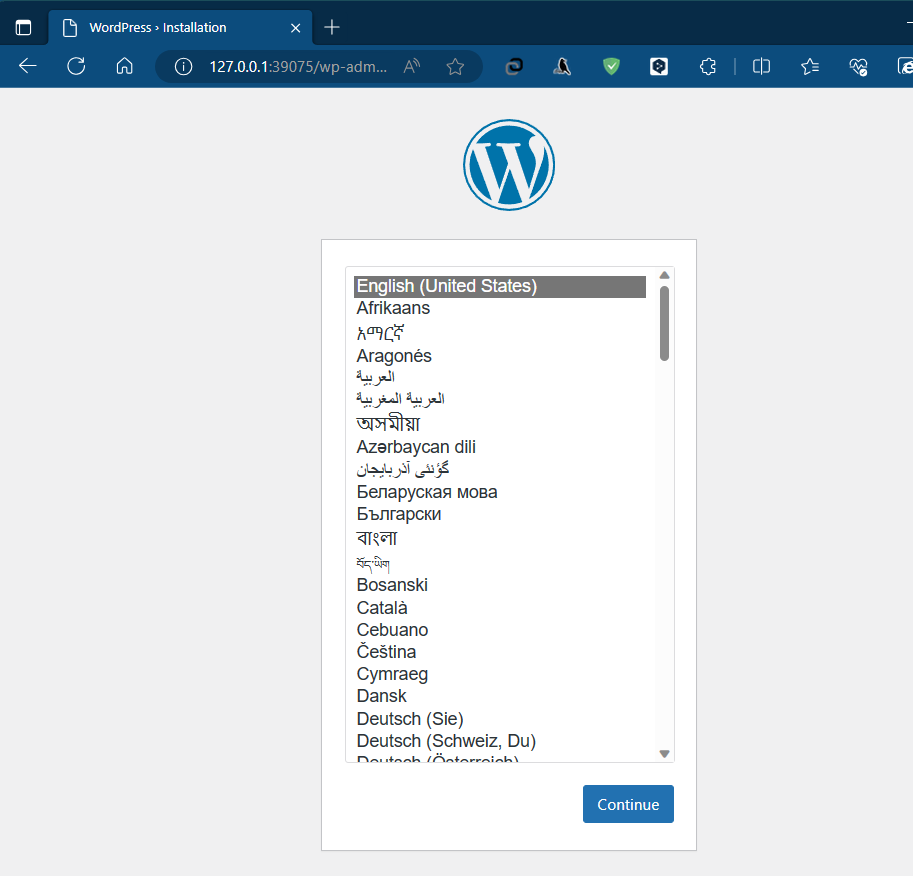 WordPress › Installation
127.0.0.1:39075/wp-adm...
English (United States)
Afrikaans
አማርኛ
Aragonés
العربية
العربية المغربية
অসমীয়া
Azərbaycan dili
گؤنئی آذربایجان
Беларуская мова
Български
বাংলা
བོད་ཡིག
Bosanski
Català
Cebuano
Čeština
Cymraeg
Dansk
Deutsch (Sie)
Deutsch (Schweiz, Du)
Deutsch (Österreich)
Continue